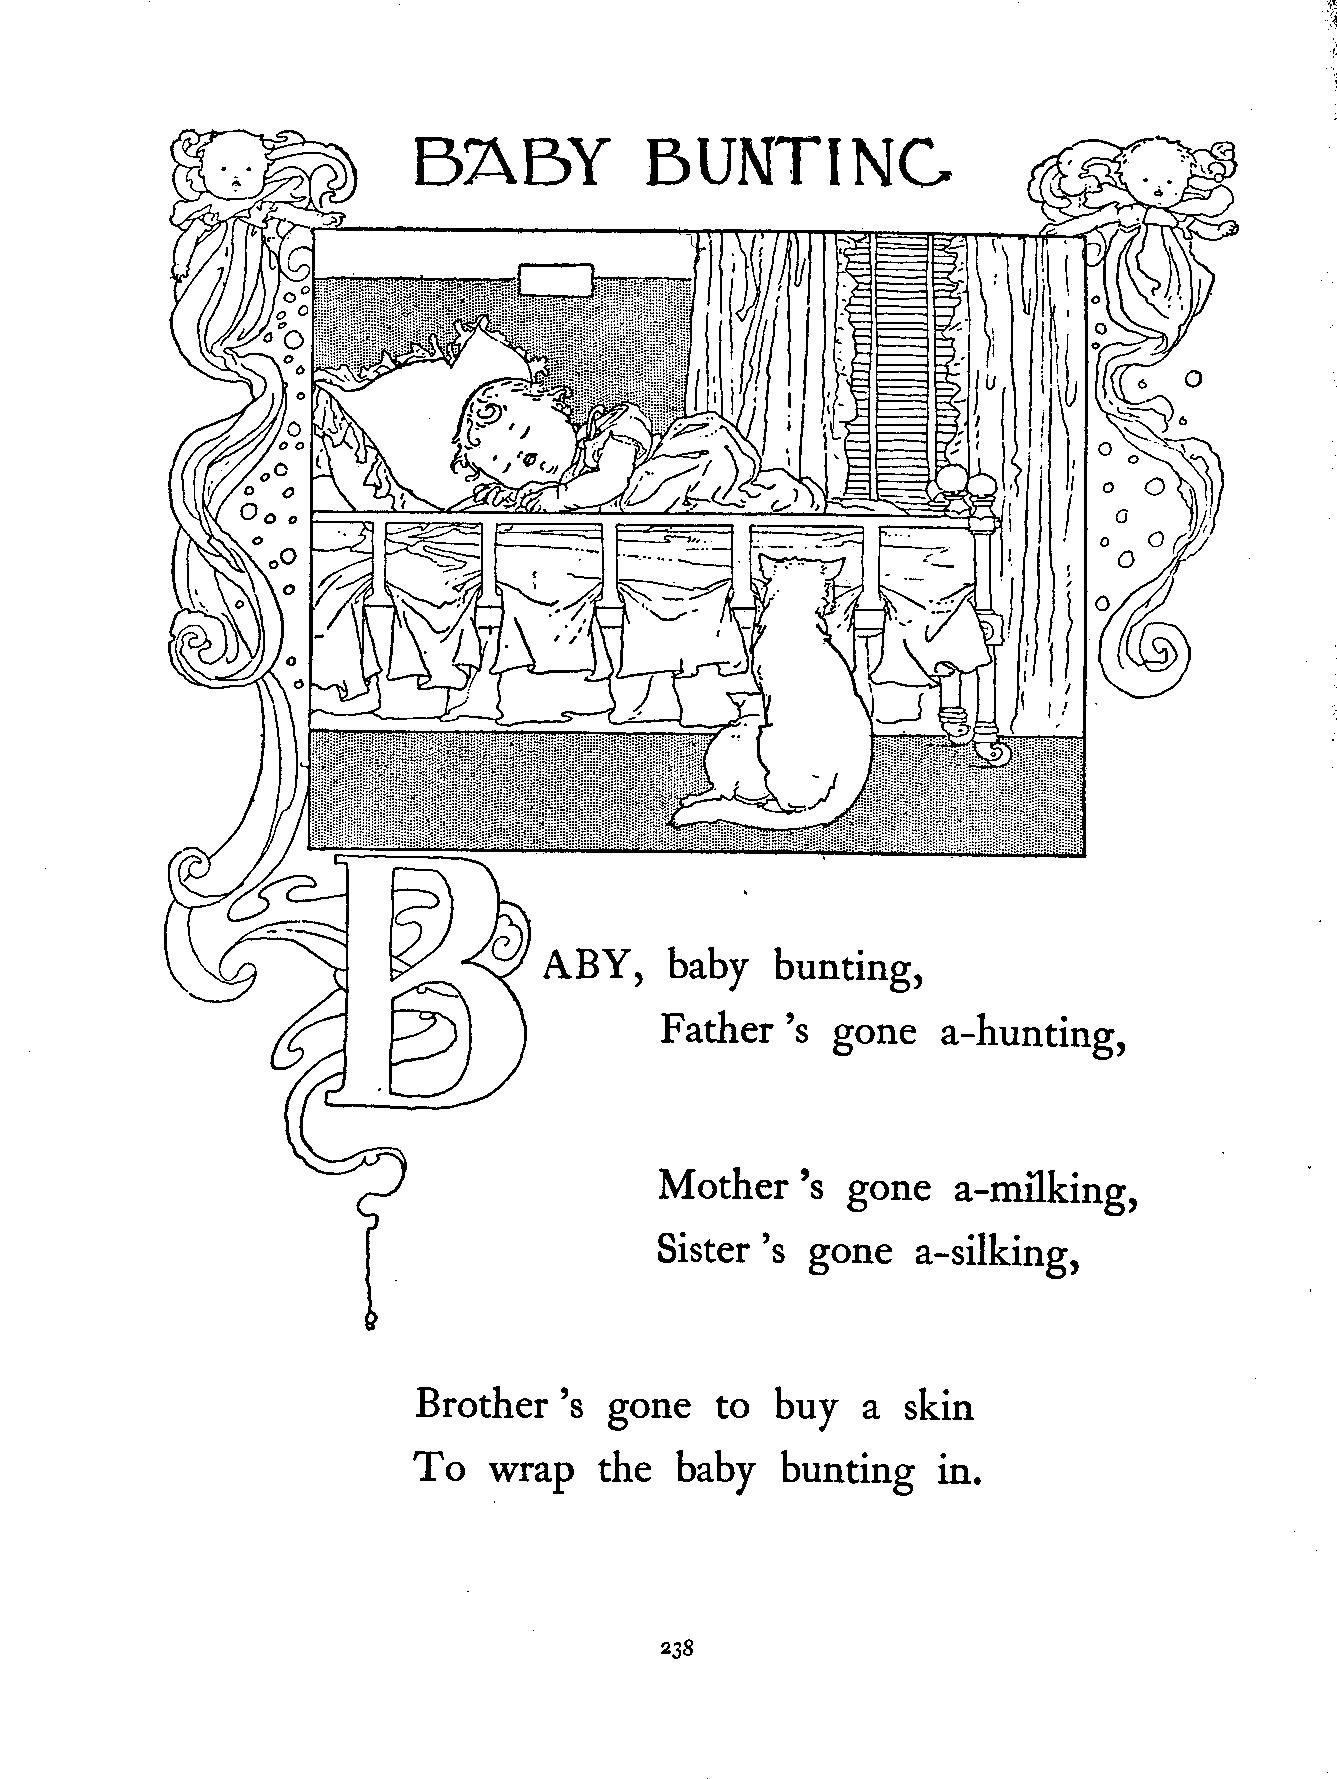 BABY BUNTING
BABY, baby bunting,
Father 's gone a-hunting,
Mother 's gone a-milking,
Sister 's gone a-silking,
Brother 's gone to buy a skin
To wrap the baby bunting in.
238